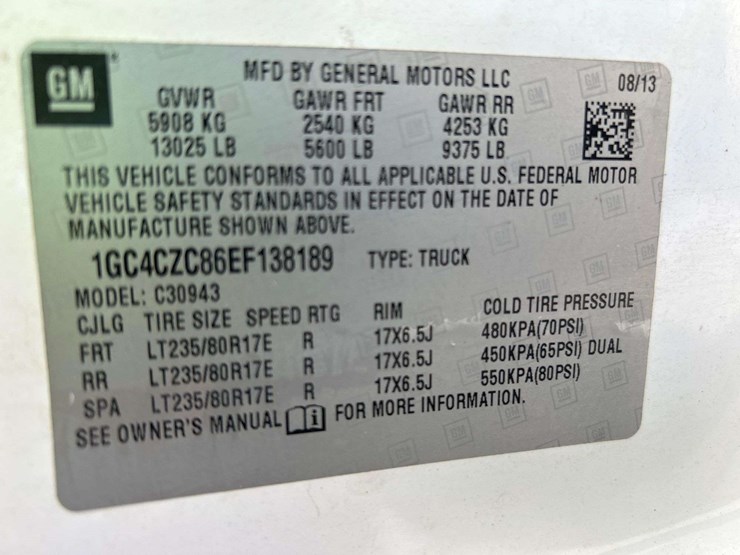 GM
MFD BY GENERAL MOTORS LLC 08/13
GVWR GAWR FRT GAWR RR
5908 KG 2540 KG 4253 KG
13025 LB 5600 LB 9375 LB
THIS VEHICLE CONFORMS TO ALL APPLICABLE U.S. FEDERAL MOTOR
VEHICLE SAFETY STANDARDS IN EFFECT ON THE DATE OF
MANUFACTURE SHOWN ABOVE.
1GC4CZC86EF138189 TYPE: TRUCK
MODEL: C30943
CJLG TIRE SIZE SPEED RTG RIM COLD TIRE PRESSURE
FRT LT235/80R17E R 17X6.5J 480KPA(70PSI)
RR LT235/80R17E R 17X6.5J 450KPA(65PSI) DUAL
SPA LT235/80R17E R 17X6.5J 550KPA(80PSI)
SEE OWNER'S MANUAL i FOR MORE INFORMATION.